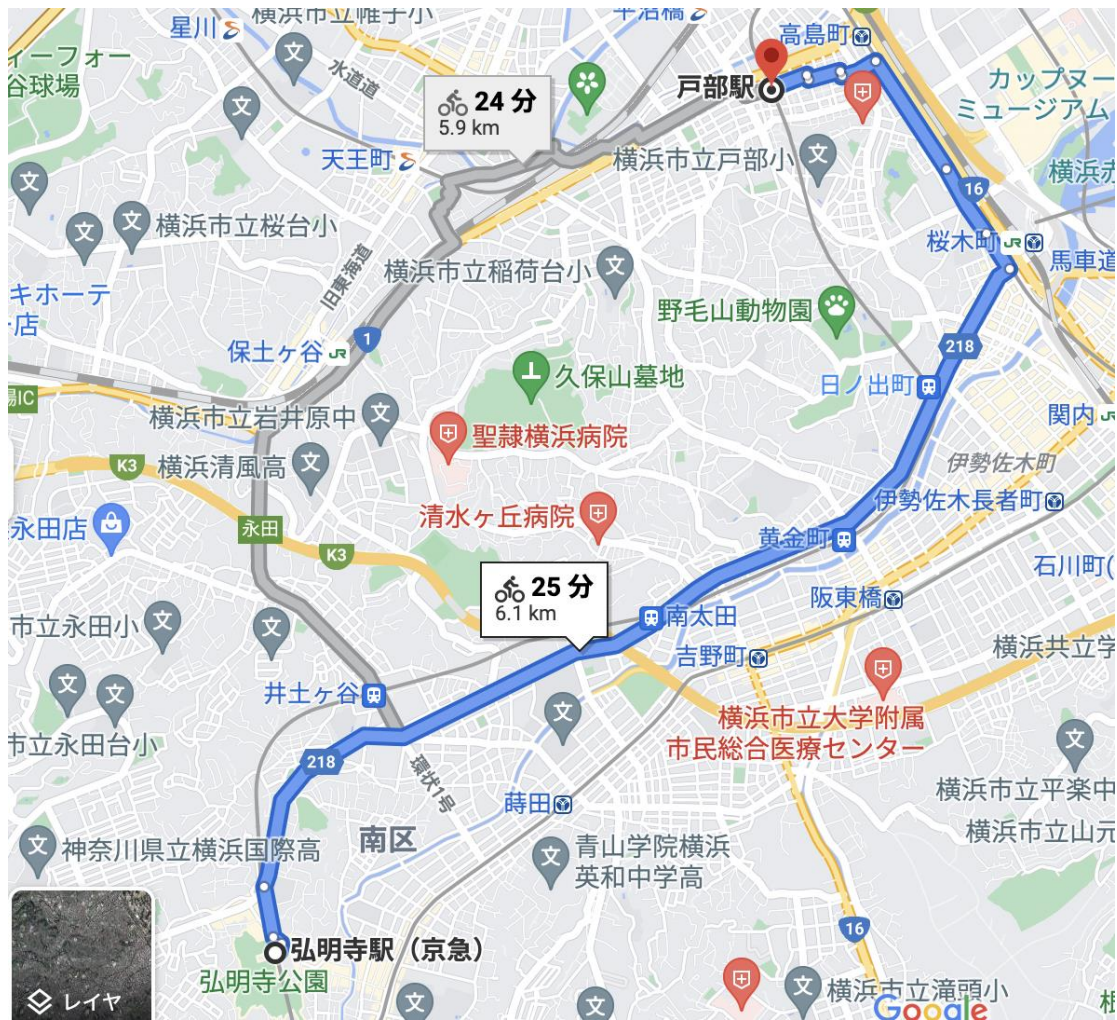 横浜市立帷子小
平沼橋
星川
高島町
ィーフォー
谷球場
水道道
カップヌー
ミュージアム
24 分
5.9 km
戸部駅
天王町
横浜市立戸部小
横浜赤
16
横浜市立桜台小
旧東海道
横浜市立稲荷台小
桜木町 JR
馬車道
キホーテ
店
野毛山動物園
1
218
保土ヶ谷 JR
久保山墓地
日ノ出町
場IC
横浜市立岩井原中
関内
聖隷横浜病院
K3
横浜清風高
伊勢佐木町
永田店
永田
清水ヶ丘病院
伊勢佐木長者町
K3
黄金町
石川町(
25 分
6.1 km
阪東橋
市立永田小
南太田
吉野町
横浜共立学
井土ヶ谷
横浜市立大学附属
市民総合医療センター
市立永田台小
218
環状1号
蒔田
横浜市立平楽中
南区
横浜市立山元
神奈川県立横浜国際高
青山学院横浜
英和中学高
16
弘明寺駅（京急）
弘明寺公園
レイヤ
横浜市立滝頭小
Google